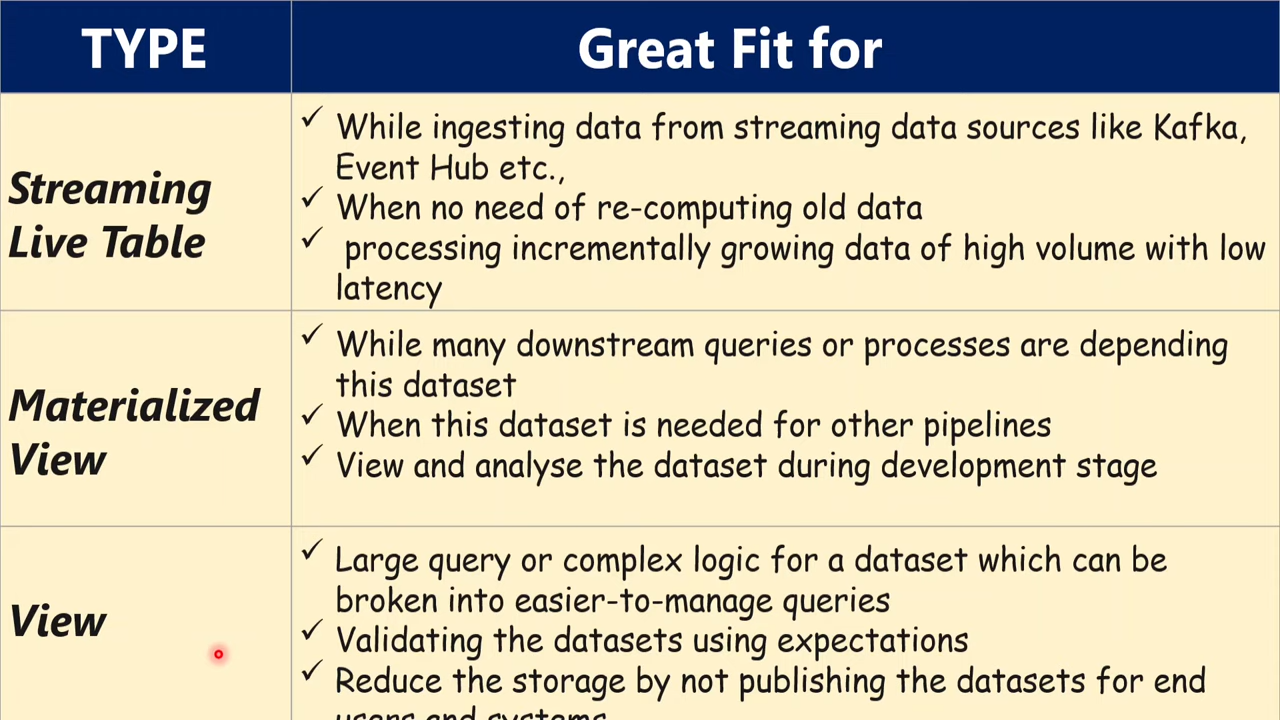 TYPE
Great Fit for
Streaming
Live Table
✓ While ingesting data from streaming data sources like Kafka,
Event Hub etc.,
✓ When no need of re-computing old data
✓ processing incrementally growing data of high volume with low
latency
Materialized
View
✓ While many downstream queries or processes are depending
this dataset
✓ When this dataset is needed for other pipelines
✓ View and analyse the dataset during development stage
View
✓ Large query or complex logic for a dataset which can be
broken into easier-to-manage queries
✓ Validating the datasets using expectations
✓ Reduce the storage by not publishing the datasets for end
users and systems